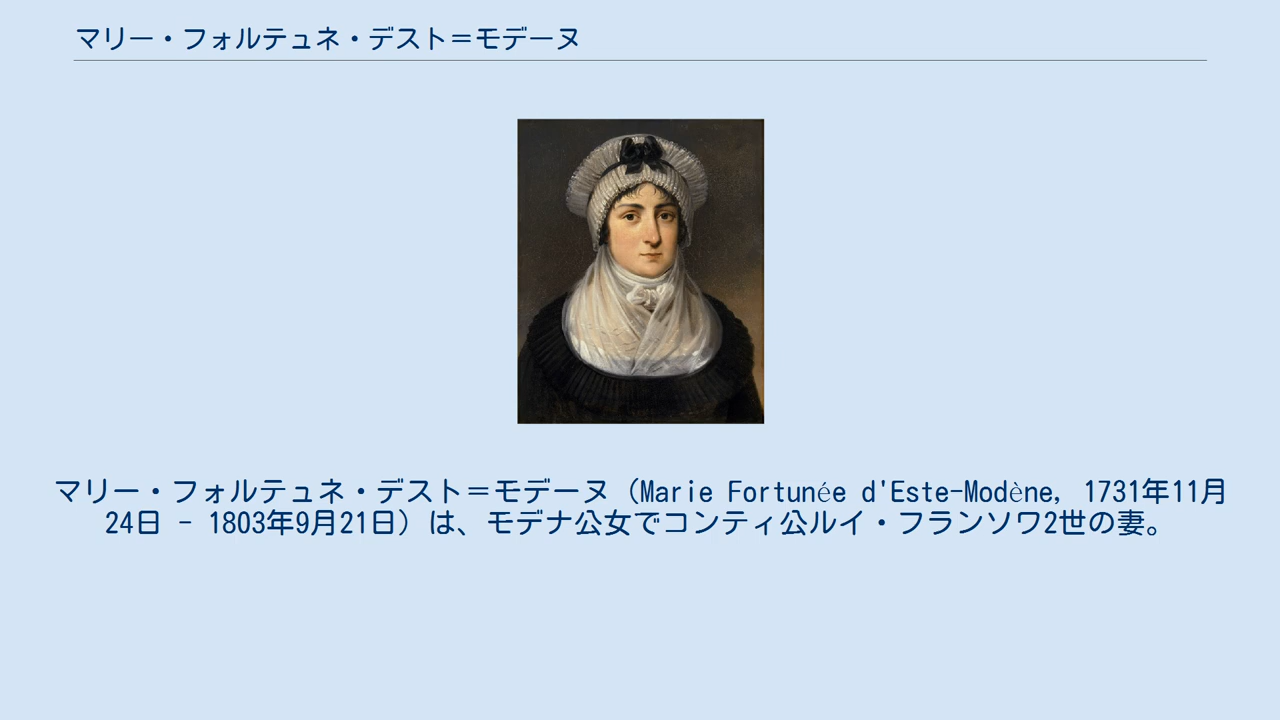 マリー・フォルテュネ・デスト＝モデーヌ
マリー・フォルテュネ・デスト＝モデーヌ（Marie Fortunée d'Este-Modène, 1731年11月
24日 - 1803年9月21日）は、モデナ公女でコンティ公ルイ・フランソワ2世の妻。